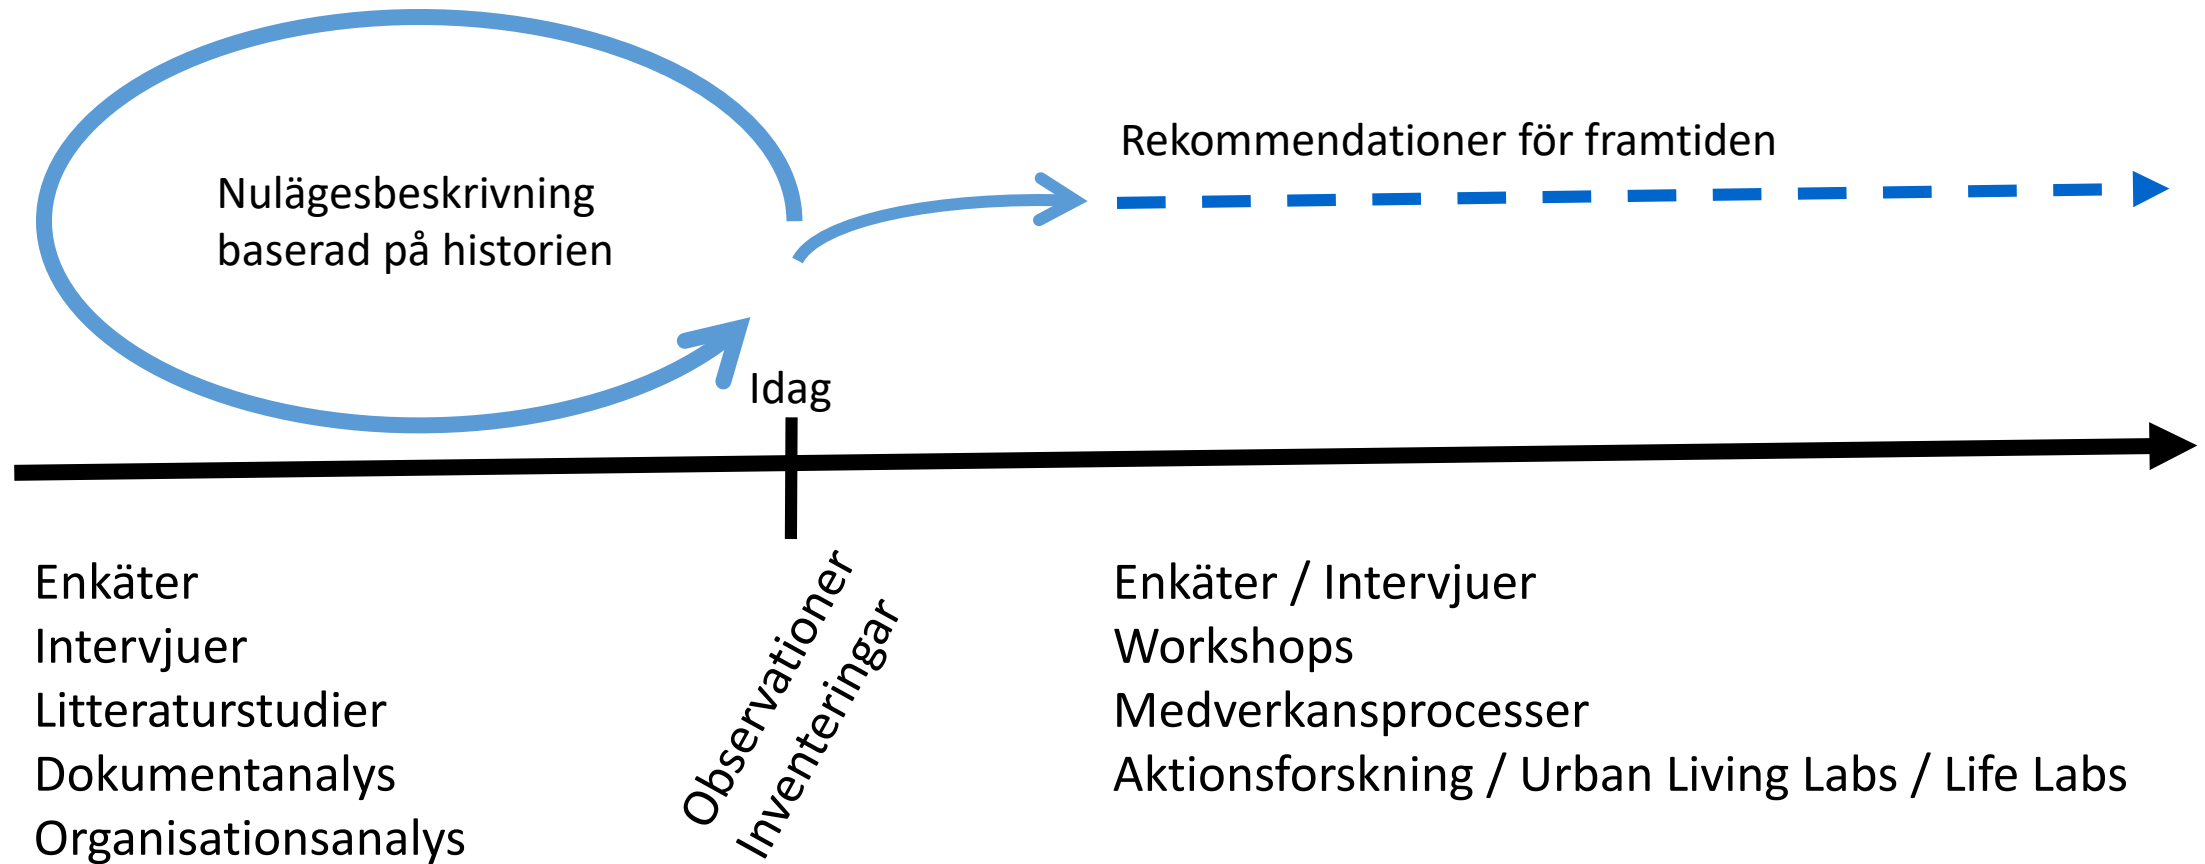 Rekommendationer för framtiden
Nulägesbeskrivning
baserad på historien
Idag
Enkäter
Intervjuer
Litteraturstudier
Dokumentanalys
Organisationsanalys
Observationer
Inventeringar
Enkäter / Intervjuer
Workshops
Medverkansprocesser
Aktionsforskning / Urban Living Labs / Life Labs